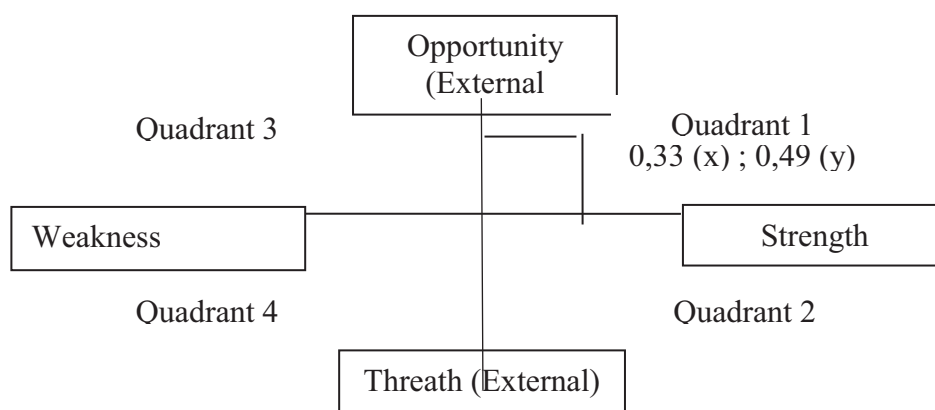 Opportunity
(External
Quadrant 3
Quadrant 1
0,33 (x) ; 0,49 (y)
Weakness
Strength
Quadrant 4
Quadrant 2
Threath (External)